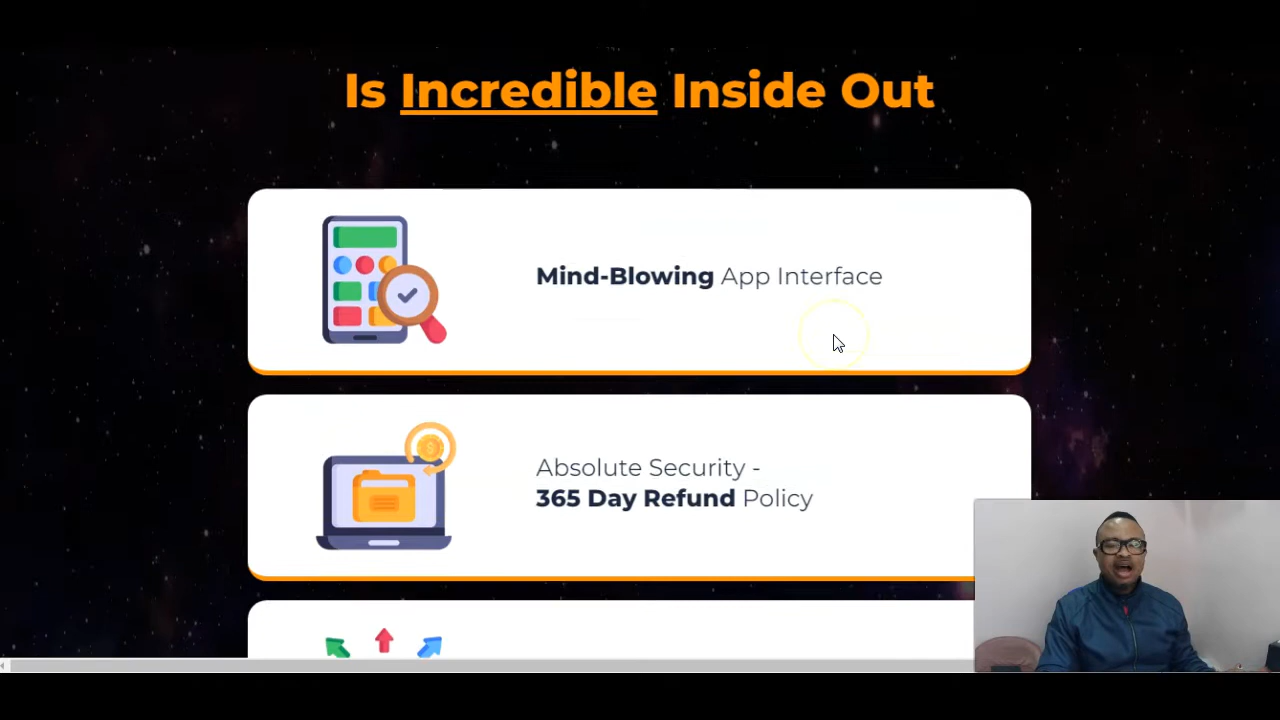 Is Incredible Inside Out
Mind-Blowing App Interface
Absolute Security -
365 Day Refund Policy